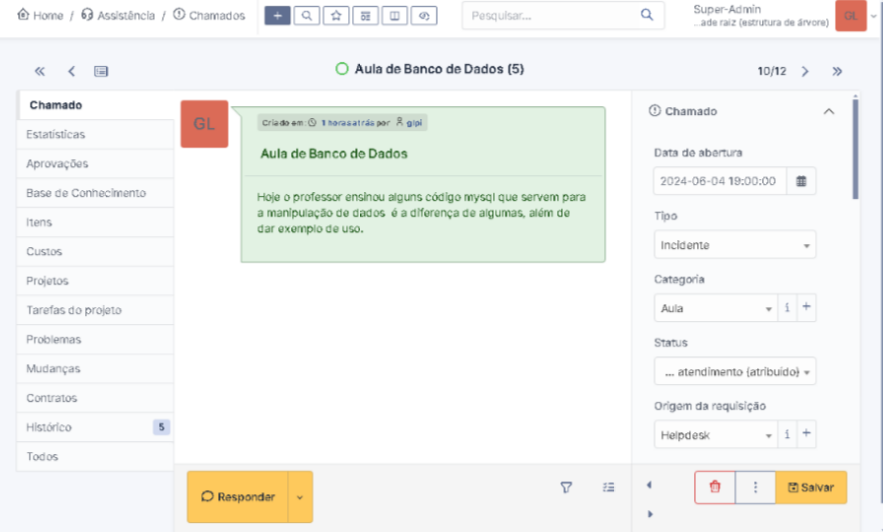 Home / Assistência / Chamados
Pesquisar...
Super-Admin
...ade raiz (estrutura de árvore)
GL
Aula de Banco de Dados (5)
10/12
Chamado
Estatísticas
Aprovações
Base de Conhecimento
Itens
Custos
Projetos
Tarefas do projeto
Problemas
Mudanças
Contratos
Histórico 5
Todos
GL
Criado em: 1 horas atrás por glpi
Aula de Banco de Dados
Hoje o professor ensinou alguns código mysql que servem para
a manipulação de dados é a diferença de algumas, além de
dar exemplo de uso.
Chamado
Data de abertura
2024-06-04 19:00:00
Tipo
Incidente
Categoria
Aula
Status
... atendimento (atribuído)
Origem da requisição
Helpdesk
Responder
Salvar